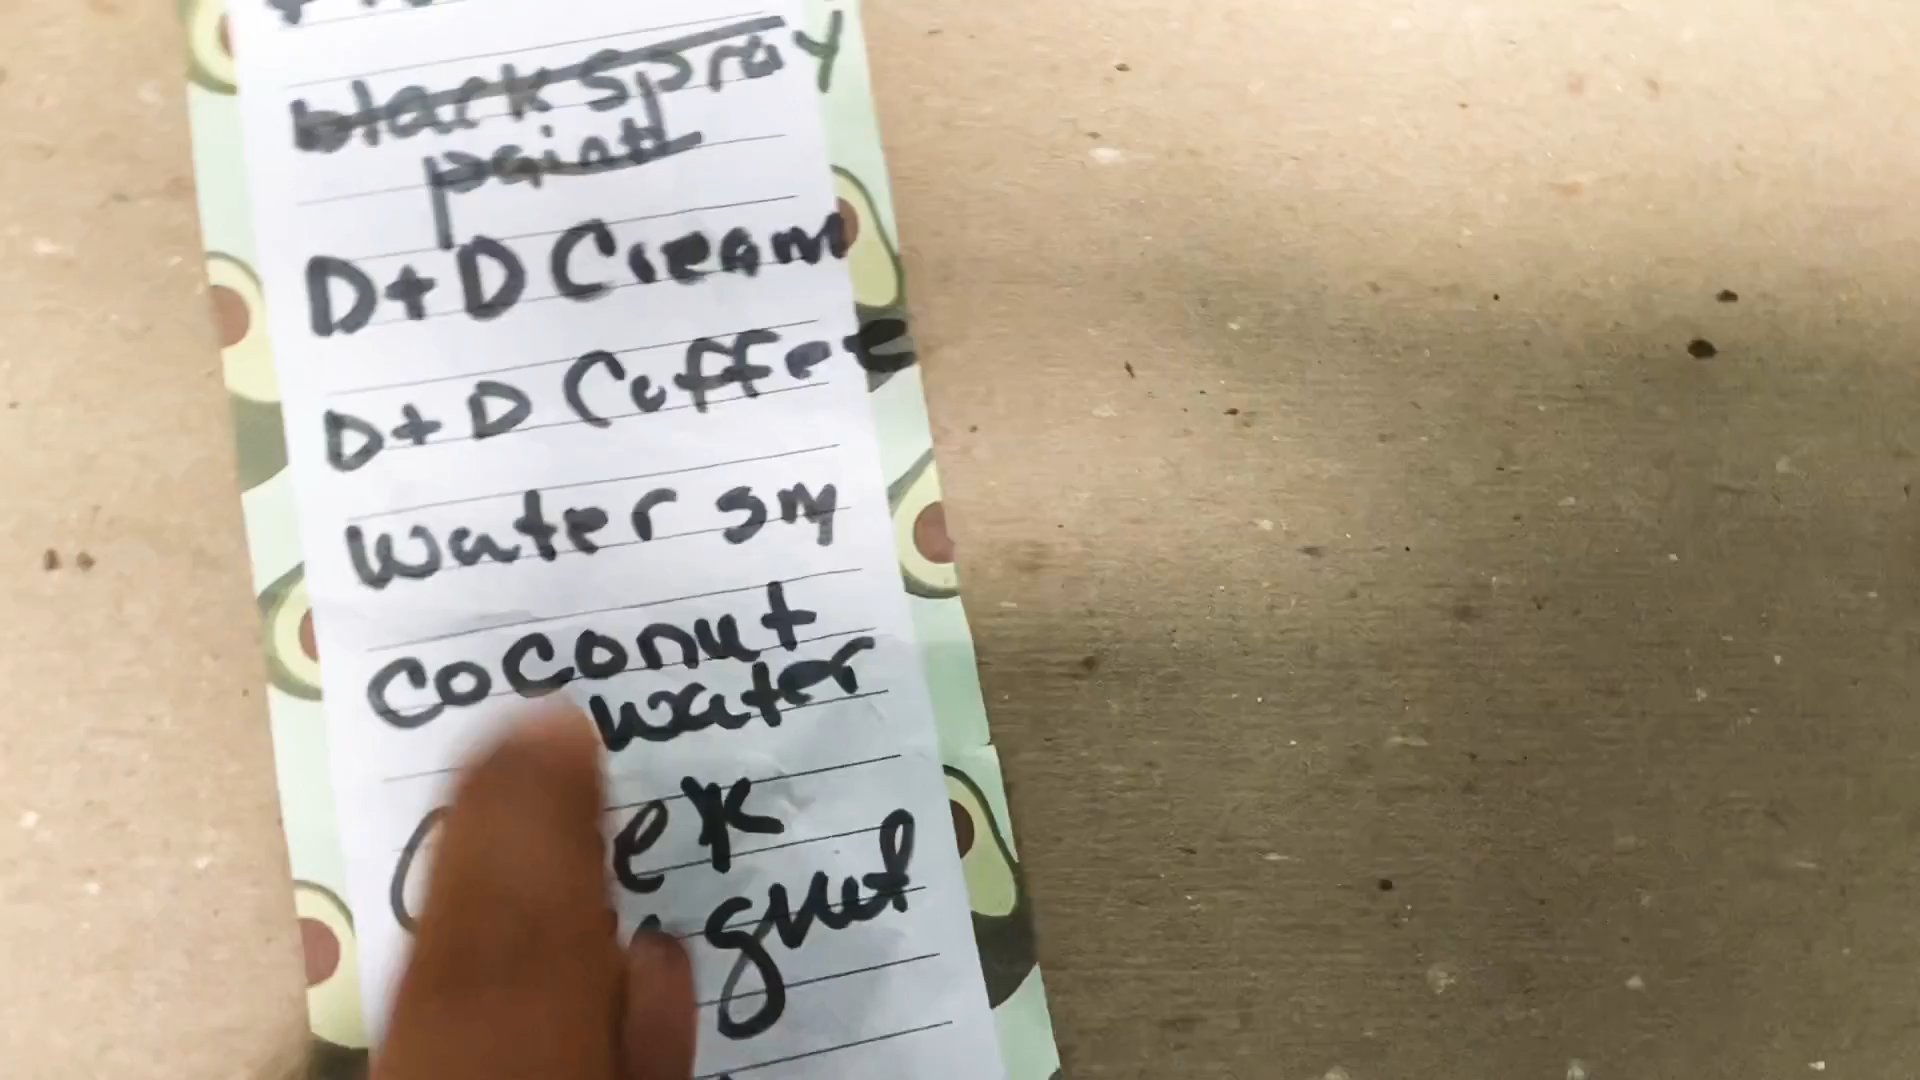 black spray
paint
D+D Cream
D+D Coffee
water sm
coconut
water